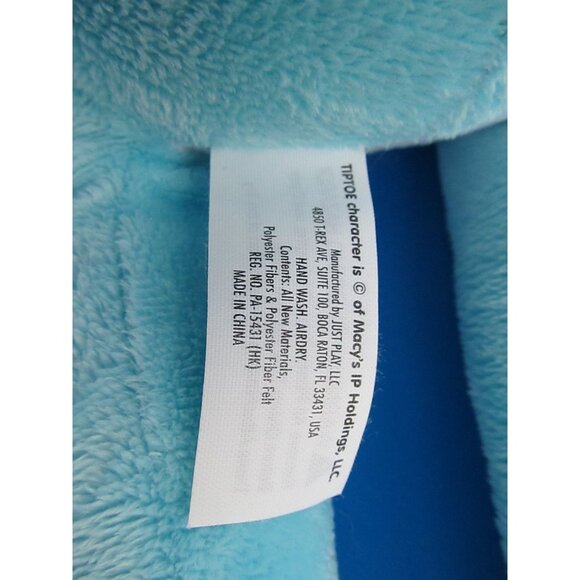 TIPTOE character is © of Macy's IP Holdings, LLC.
Manufactured by JUST PLAY, LLC
4850 T-REX AVE, SUITE 100, BOCA RATON, FL 33431, USA
HAND WASH. AIRDRY.
Contents: All New Materials,
Polyester Fibers & Polyester Fiber Felt
REG. NO. PA-15431 (HK)
MADE IN CHINA